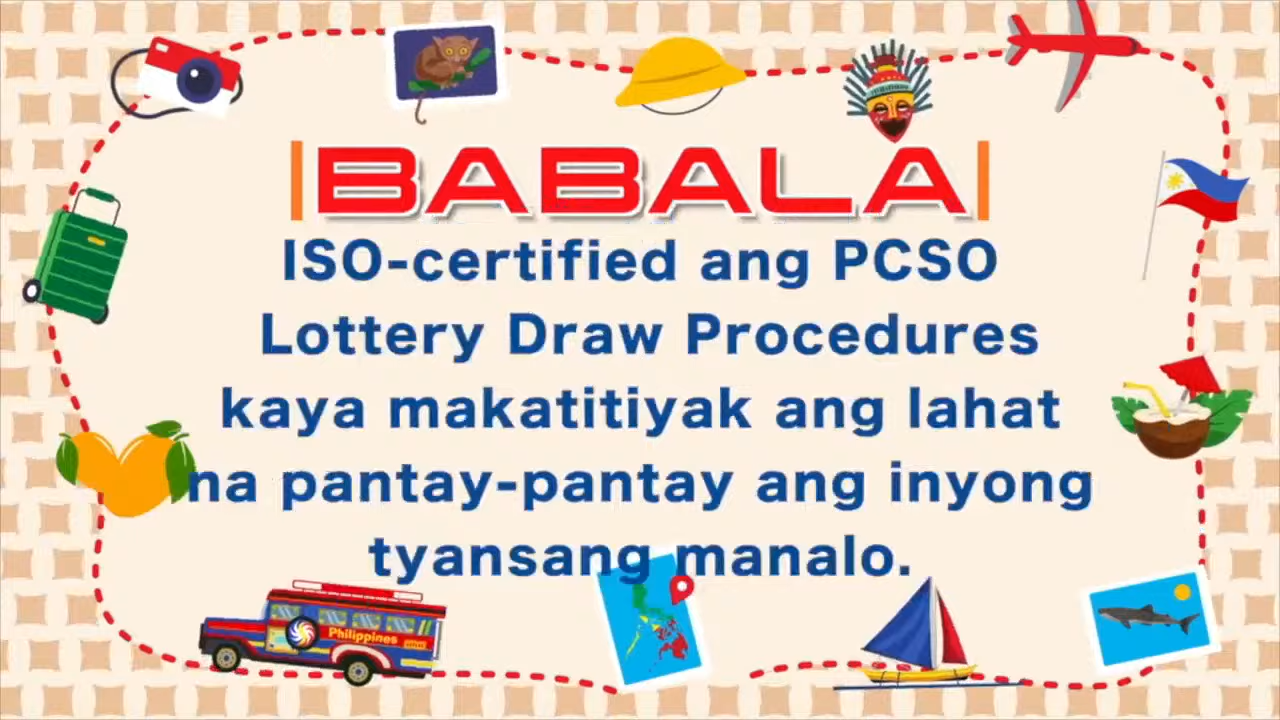 BABALA
ISO-certified ang PCSO
Lottery Draw Procedures
kaya makatitiyak ang lahat
na pantay-pantay ang inyong
tyansang manalo.
Philippines